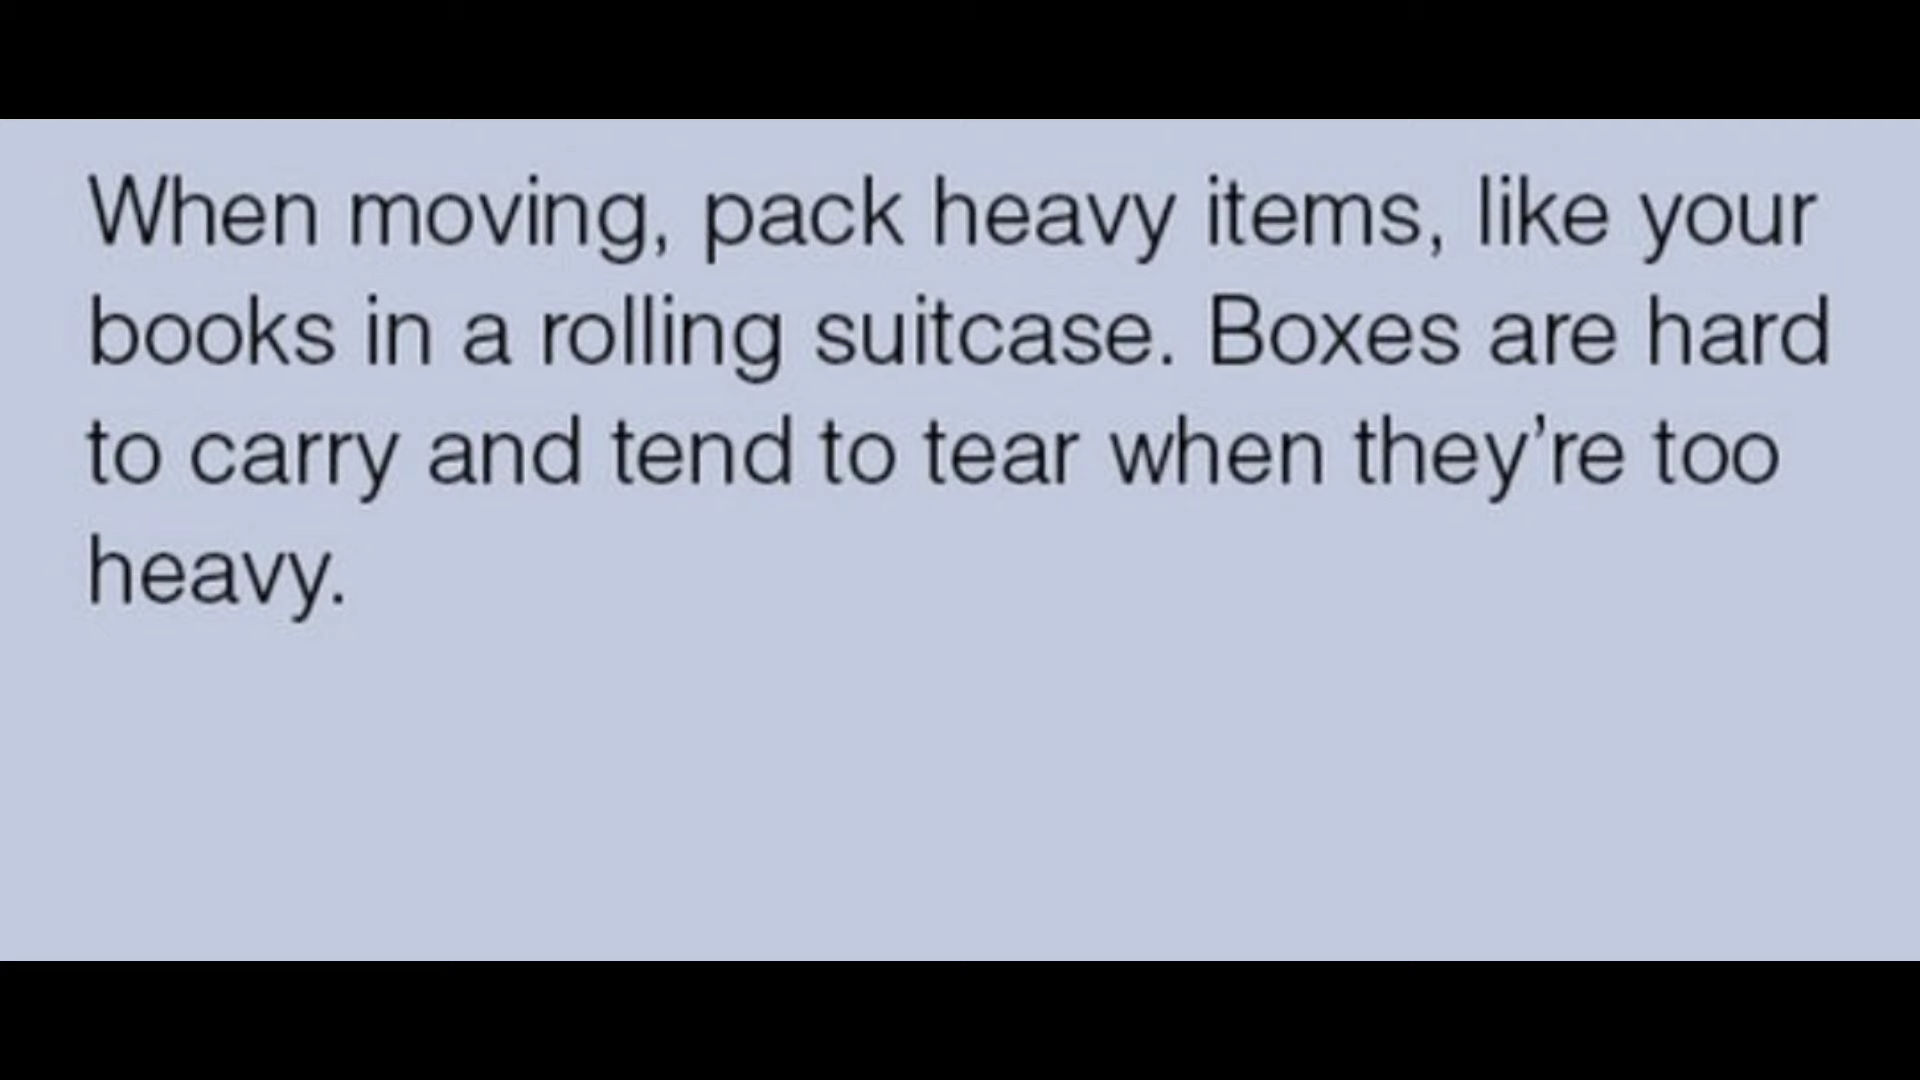 When moving, pack heavy items, like your
books in a rolling suitcase. Boxes are hard
to carry and tend to tear when they’re too
heavy.